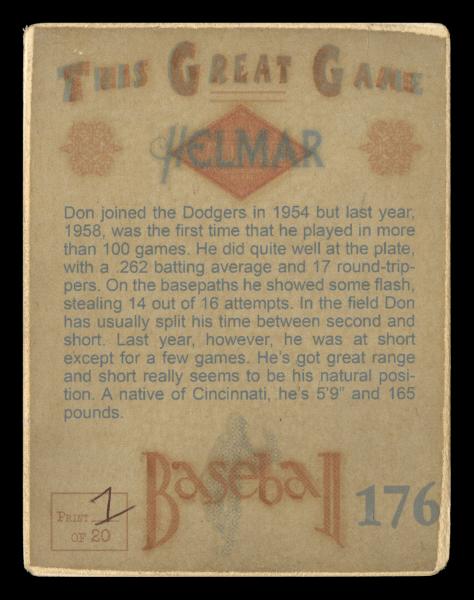 This Great Game
Helmar
Don joined the Dodgers in 1954 but last year,
1958, was the first time that he played in more
than 100 games. He did quite well at the plate,
with a .262 batting average and 17 round-trip-
pers. On the basepaths he showed some flash,
stealing 14 out of 16 attempts. In the field Don
has usually split his time between second and
short. Last year, however, he was at short
except for a few games. He's got great range
and short really seems to be his natural posi-
tion. A native of Cincinnati, he's 5'9" and 165
pounds.
Baseball
176
Print 1
of 20